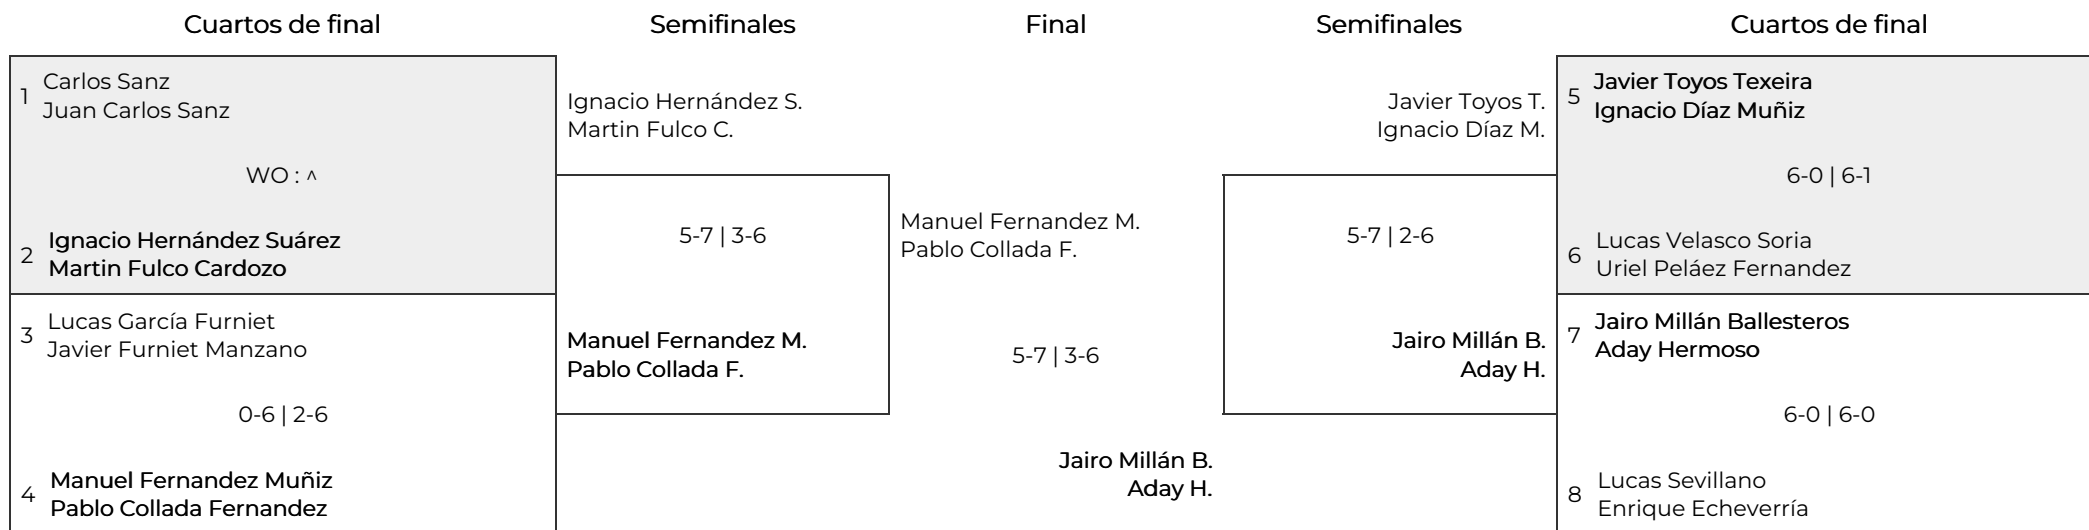 Cuartos de final
Semifinales
Final
Semifinales
Cuartos de final
1
Carlos Sanz
Juan Carlos Sanz
WO : ^
2
Ignacio Hernández Suárez
Martin Fulco Cardozo
3
Lucas García Furniet
Javier Furniet Manzano
0-6 | 2-6
4
Manuel Fernandez Muñiz
Pablo Collada Fernandez
Ignacio Hernández S.
Martin Fulco C.
5-7 | 3-6
Manuel Fernandez M.
Pablo Collada F.
Manuel Fernandez M.
Pablo Collada F.
5-7 | 3-6
Jairo Millán B.
Aday H.
Javier Toyos T.
Ignacio Díaz M.
5-7 | 2-6
Jairo Millán B.
Aday H.
5
Javier Toyos Texeira
Ignacio Díaz Muñiz
6-0 | 6-1
6
Lucas Velasco Soria
Uriel Peláez Fernandez
7
Jairo Millán Ballesteros
Aday Hermoso
6-0 | 6-0
8
Lucas Sevillano
Enrique Echeverría